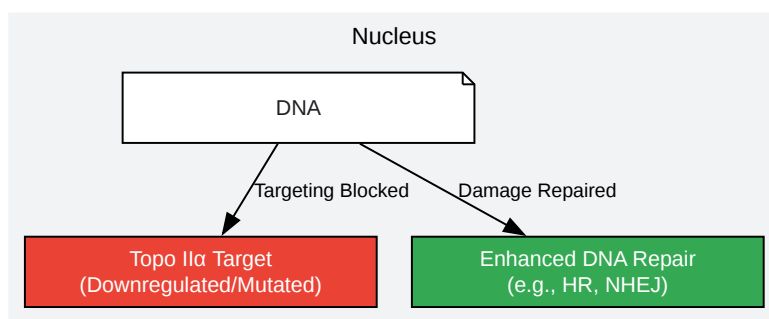 Nucleus
DNA
Targeting Blocked
Damage Repaired
Topo IIα Target
(Downregulated/Mutated)
Enhanced DNA Repair
(e.g., HR, NHEJ)